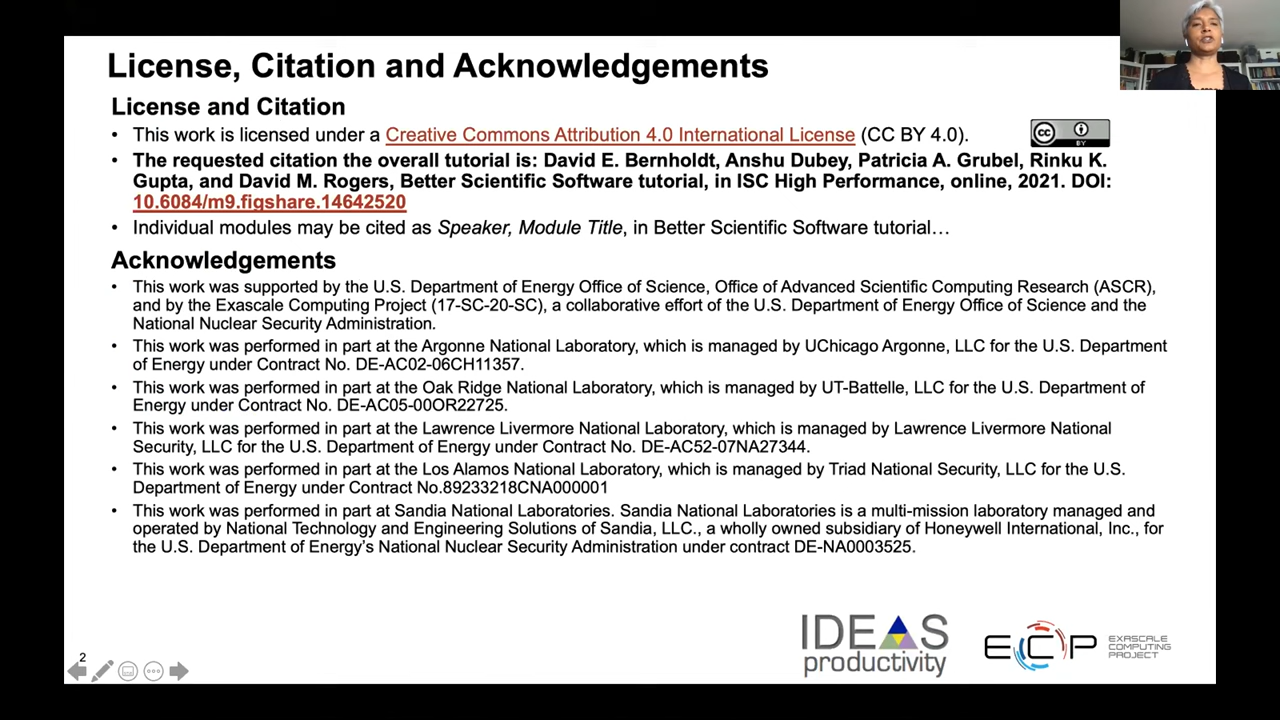 License, Citation and Acknowledgements
License and Citation
• This work is licensed under a Creative Commons Attribution 4.0 International License (CC BY 4.0).
cc BY
• The requested citation the overall tutorial is: David E. Bernholdt, Anshu Dubey, Patricia A. Grubel, Rinku K.
Gupta, and David M. Rogers, Better Scientific Software tutorial, in ISC High Performance, online, 2021. DOI:
10.6084/m9.figshare.14642520
• Individual modules may be cited as Speaker, Module Title, in Better Scientific Software tutorial…
Acknowledgements
• This work was supported by the U.S. Department of Energy Office of Science, Office of Advanced Scientific Computing Research (ASCR),
and by the Exascale Computing Project (17-SC-20-SC), a collaborative effort of the U.S. Department of Energy Office of Science and the
National Nuclear Security Administration.
• This work was performed in part at the Argonne National Laboratory, which is managed by UChicago Argonne, LLC for the U.S. Department
of Energy under Contract No. DE-AC02-06CH11357.
• This work was performed in part at the Oak Ridge National Laboratory, which is managed by UT-Battelle, LLC for the U.S. Department of
Energy under Contract No. DE-AC05-00OR22725.
• This work was performed in part at the Lawrence Livermore National Laboratory, which is managed by Lawrence Livermore National
Security, LLC for the U.S. Department of Energy under Contract No. DE-AC52-07NA27344.
• This work was performed in part at the Los Alamos National Laboratory, which is managed by Triad National Security, LLC for the U.S.
Department of Energy under Contract No.89233218CNA000001
• This work was performed in part at Sandia National Laboratories. Sandia National Laboratories is a multi-mission laboratory managed and
operated by National Technology and Engineering Solutions of Sandia, LLC., a wholly owned subsidiary of Honeywell International, Inc., for
the U.S. Department of Energy’s National Nuclear Security Administration under contract DE-NA0003525.
2
IDEAS
productivity
ECP
EXASCALE
COMPUTING
PROJECT